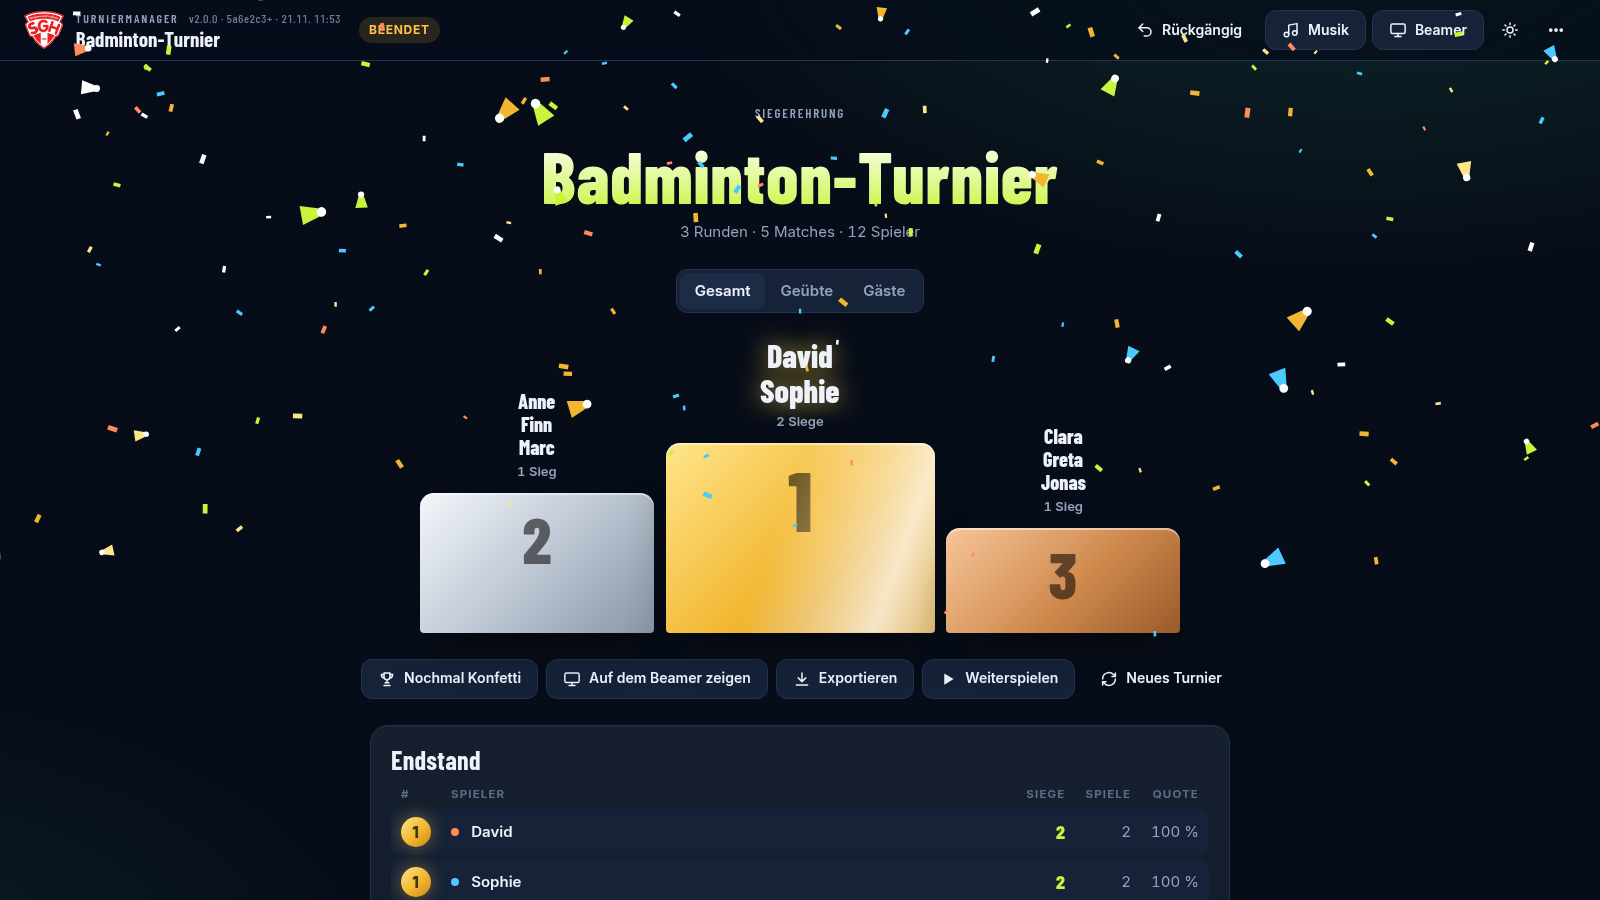 SGH
TURNIERMANAGER v2.0.0 · 5a6e2c3+ · 21.11. 11:53
Badminton-Turnier
BEENDET
Rückgängig
Musik
Beamer
SIEGEREHRUNG
Badminton-Turnier
3 Runden · 5 Matches · 12 Spieler
Gesamt Geübte Gäste
David
Sophie
2 Siege
Anne
Finn
Marc
1 Sieg
Clara
Greta
Jonas
1 Sieg
1
2
3
Nochmal Konfetti
Auf dem Beamer zeigen
Exportieren
Weiterspielen
Neues Turnier
Endstand
# SPIELER SIEGE SPIELE QUOTE
1 David 2 2 100 %
1 Sophie 2 2 100 %